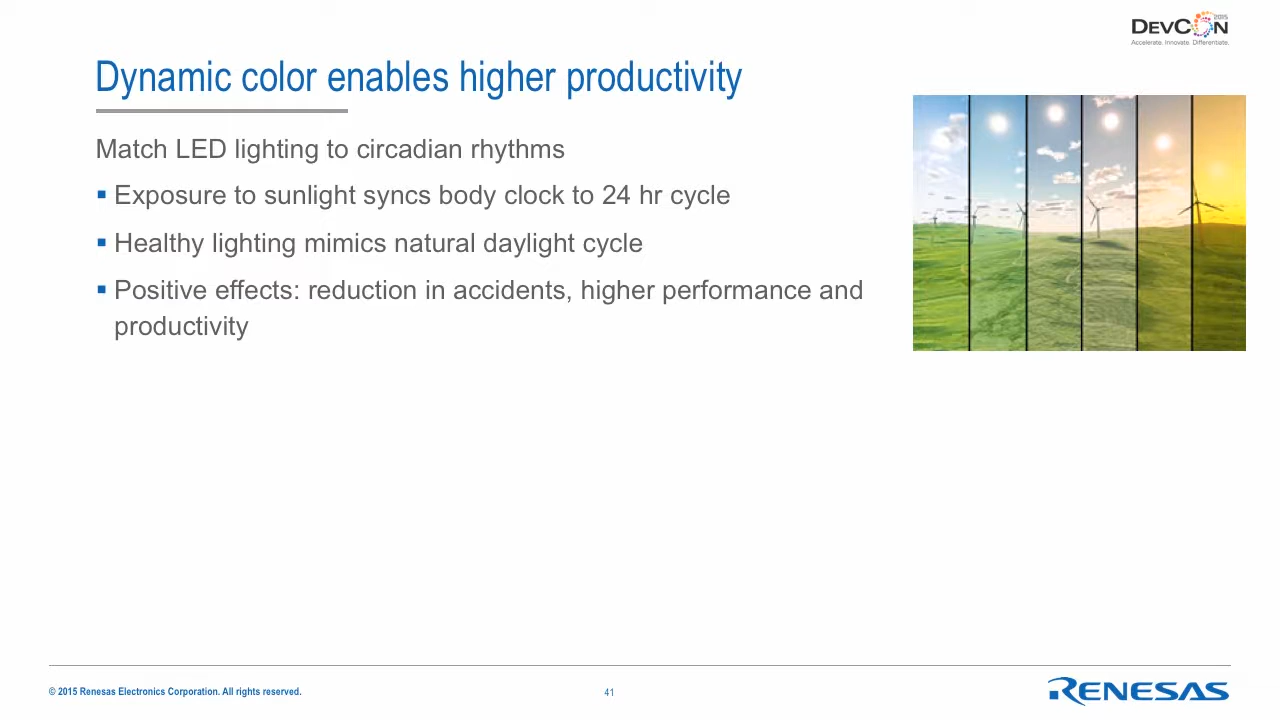 DEVCON 2015
Accelerate. Innovate. Differentiate.
Dynamic color enables higher productivity
Match LED lighting to circadian rhythms
▪ Exposure to sunlight syncs body clock to 24 hr cycle
▪ Healthy lighting mimics natural daylight cycle
▪ Positive effects: reduction in accidents, higher performance and
productivity
© 2015 Renesas Electronics Corporation. All rights reserved.
41
RENESAS